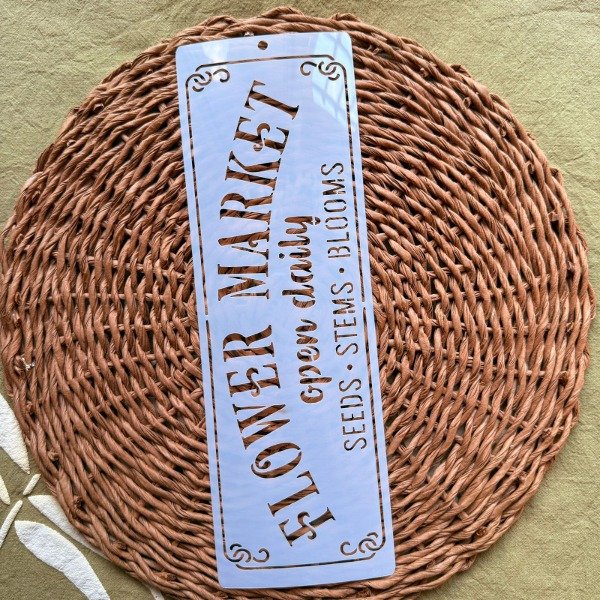 FLOWER MARKET
open daily
SEEDS • STEMS • BLOOMS